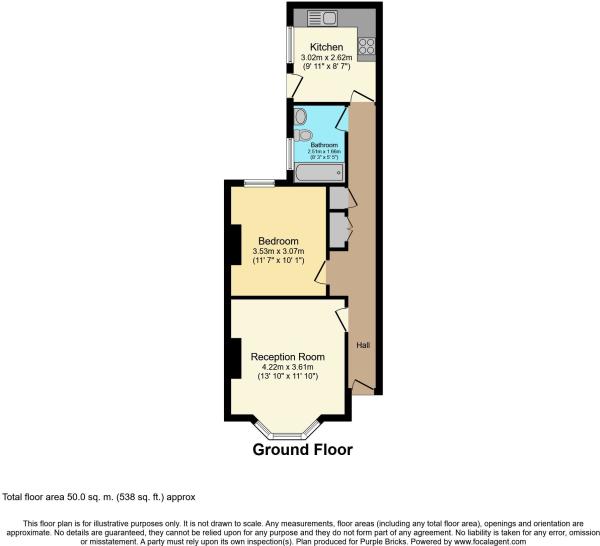 Kitchen
3.02m x 2.62m
(9' 11" x 8' 7")
Bathroom
2.51m x 1.66m
(8' 3" x 5' 5")
Bedroom
3.53m x 3.07m
(11' 7" x 10' 1")
Reception Room
4.22m x 3.61m
(13' 10" x 11' 10")
Hall
Ground Floor
Total floor area 50.0 sq. m. (538 sq. ft.) approx
This floor plan is for illustrative purposes only. It is not drawn to scale. Any measurements, floor areas (including any total floor area), openings and orientation are
approximate. No details are guaranteed, they cannot be relied upon for any purpose and they do not form part of any agreement. No liability is taken for any error, omission
or misstatement. A party must rely upon its own inspection(s). Plan produced for Purple Bricks. Powered by www.focalagent.com